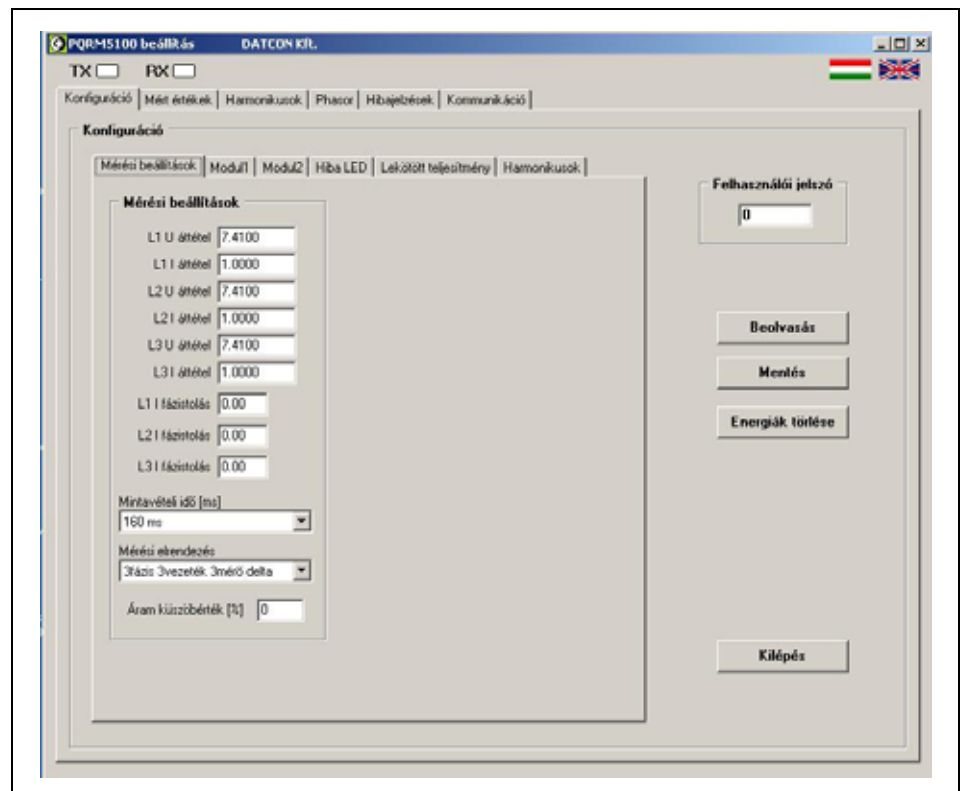 PQRM5100 beállítás DATCON Kft.
TX RX
Konfiguráció Mért értékek Harmonikusok Phasor Hibajelzések Kommunikáció
Konfiguráció
Mérési beállítások Modul1 Modul2 Hiba LED Lekötött teljesítmény Harmonikusok
Mérési beállítások
L1 U áttétel 7.4100
L1 I áttétel 1.0000
L2 U áttétel 7.4100
L2 I áttétel 1.0000
L3 U áttétel 7.4100
L3 I áttétel 1.0000
L1 I fázistolás 0.00
L2 I fázistolás 0.00
L3 I fázistolás 0.00
Mintavételi idő [ms]
160 ms
Mérési elrendezés
3fázis 3vezeték 3mérő delta
Áram küszöbérték [%] 0
Felhasználói jelszó
0
Beolvasás
Mentés
Energiák törlése
Kilépés